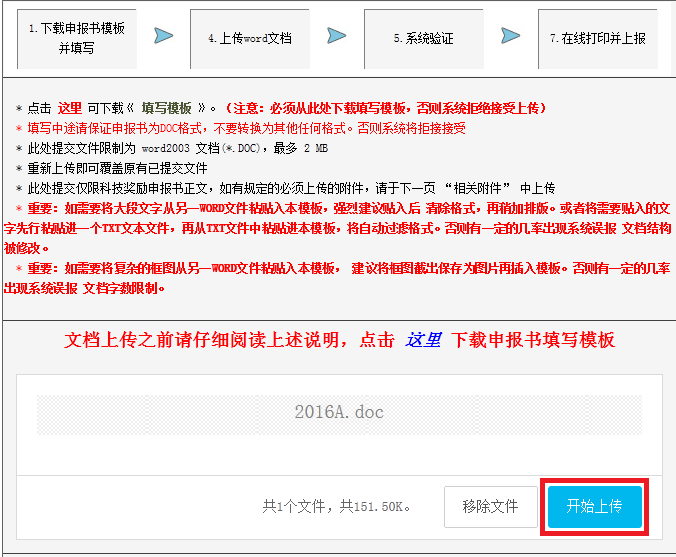 1.下载申报书模板
并填写
4.上传word文档
5.系统验证
7.在线打印并上报
* 点击 这里 可下载《 填写模板 》。（注意：必须从此处下载填写模板，否则系统拒绝接受上传）
* 填写中途请保证申报书为DOC格式，不要转换为其他任何格式。否则系统将拒接接受
* 此处提交文件限制为 word2003 文档(*.DOC)，最多 2 MB
* 重新上传即可覆盖原有已提交文件
* 此处提交仅限科技奖励申报书正文，如有规定的必须上传的附件，请于下一页 “相关附件” 中上传
* 重要：如需要将大段文字从另一WORD文件粘贴入本模板，强烈建议贴入后 清除格式，再稍加排版。或者将需要贴入的文
字先行粘贴进一个TXT文本文件，再从TXT文件中粘贴进本模板，将自动过滤格式。否则有一定的几率出现系统误报 文档结构
被修改。
* 重要：如需要将复杂的框图从另一WORD文件粘贴入本模板， 建议将框图截出保存为图片再插入模板。否则有一定的几率
出现系统误报 文档字数限制。
文档上传之前请仔细阅读上述说明，点击 这里 下载申报书填写模板
2016A.doc
共1个文件，共151.50K。
移除文件
开始上传